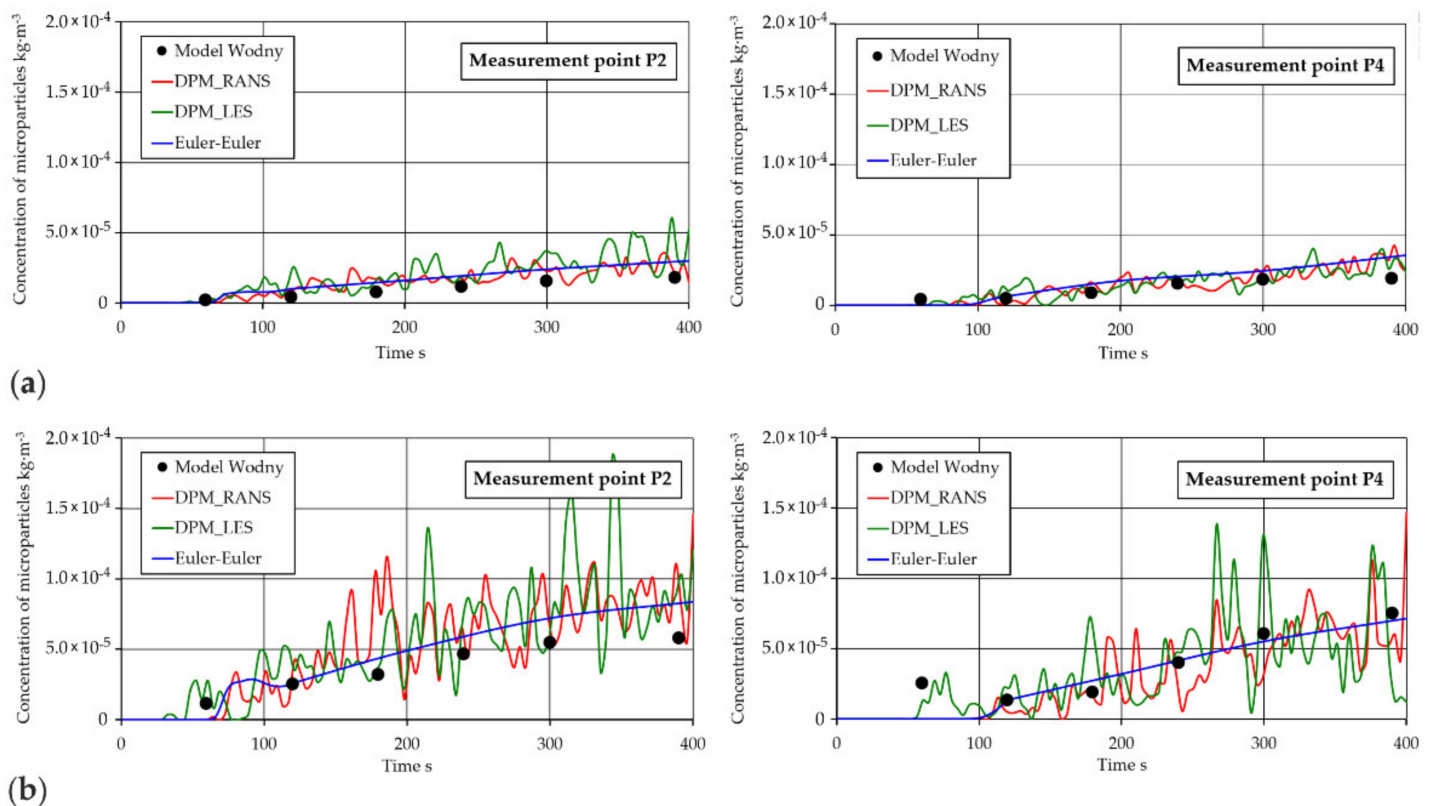 Concentration of microparticles kg·m⁻³
2.0×10⁻⁴
1.5×10⁻⁴
1.0×10⁻⁴
5.0×10⁻⁵
0
Model Wodny
DPM_RANS
DPM_LES
Euler-Euler
Measurement point P2
0 100 200 300 400
Time s
Concentration of microparticles kg·m⁻³
2.0×10⁻⁴
1.5×10⁻⁴
1.0×10⁻⁴
5.0×10⁻⁵
0
Model Wodny
DPM_RANS
DPM_LES
Euler-Euler
Measurement point P4
0 100 200 300 400
Time s
(a)
Concentration of microparticles kg·m⁻³
2.0×10⁻⁴
1.5×10⁻⁴
1.0×10⁻⁴
5.0×10⁻⁵
0
Model Wodny
DPM_RANS
DPM_LES
Euler-Euler
Measurement point P2
0 100 200 300 400
Time s
Concentration of microparticles kg·m⁻³
2.0×10⁻⁴
1.5×10⁻⁴
1.0×10⁻⁴
5.0×10⁻⁵
0
Model Wodny
DPM_RANS
DPM_LES
Euler-Euler
Measurement point P4
0 100 200 300 400
Time s
(b)